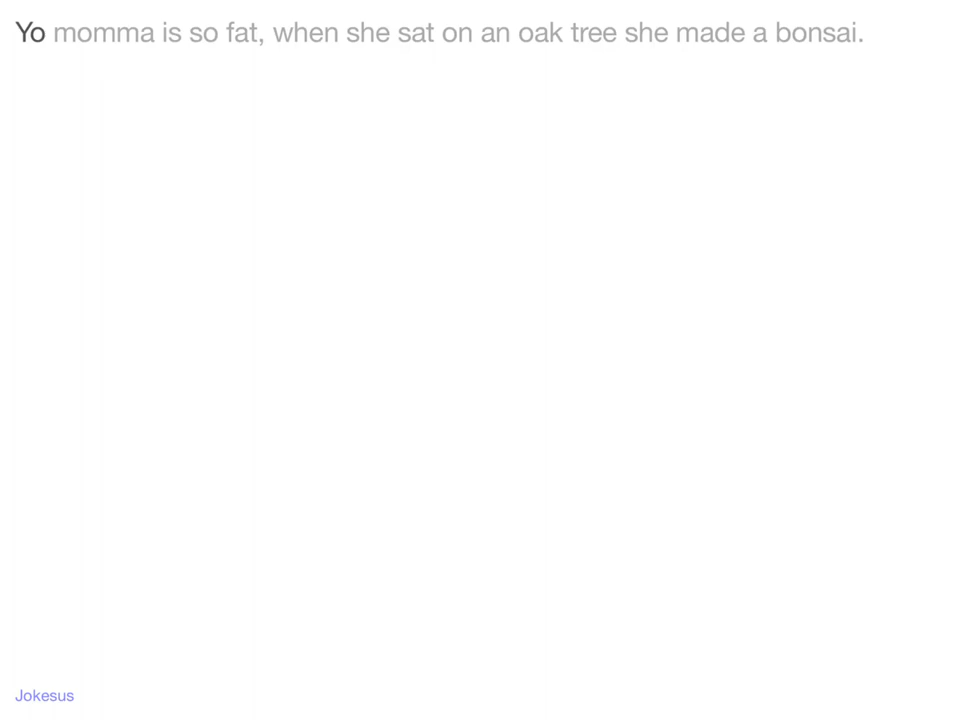 Yo momma is so fat, when she sat on an oak tree she made a bonsai.
Jokesus